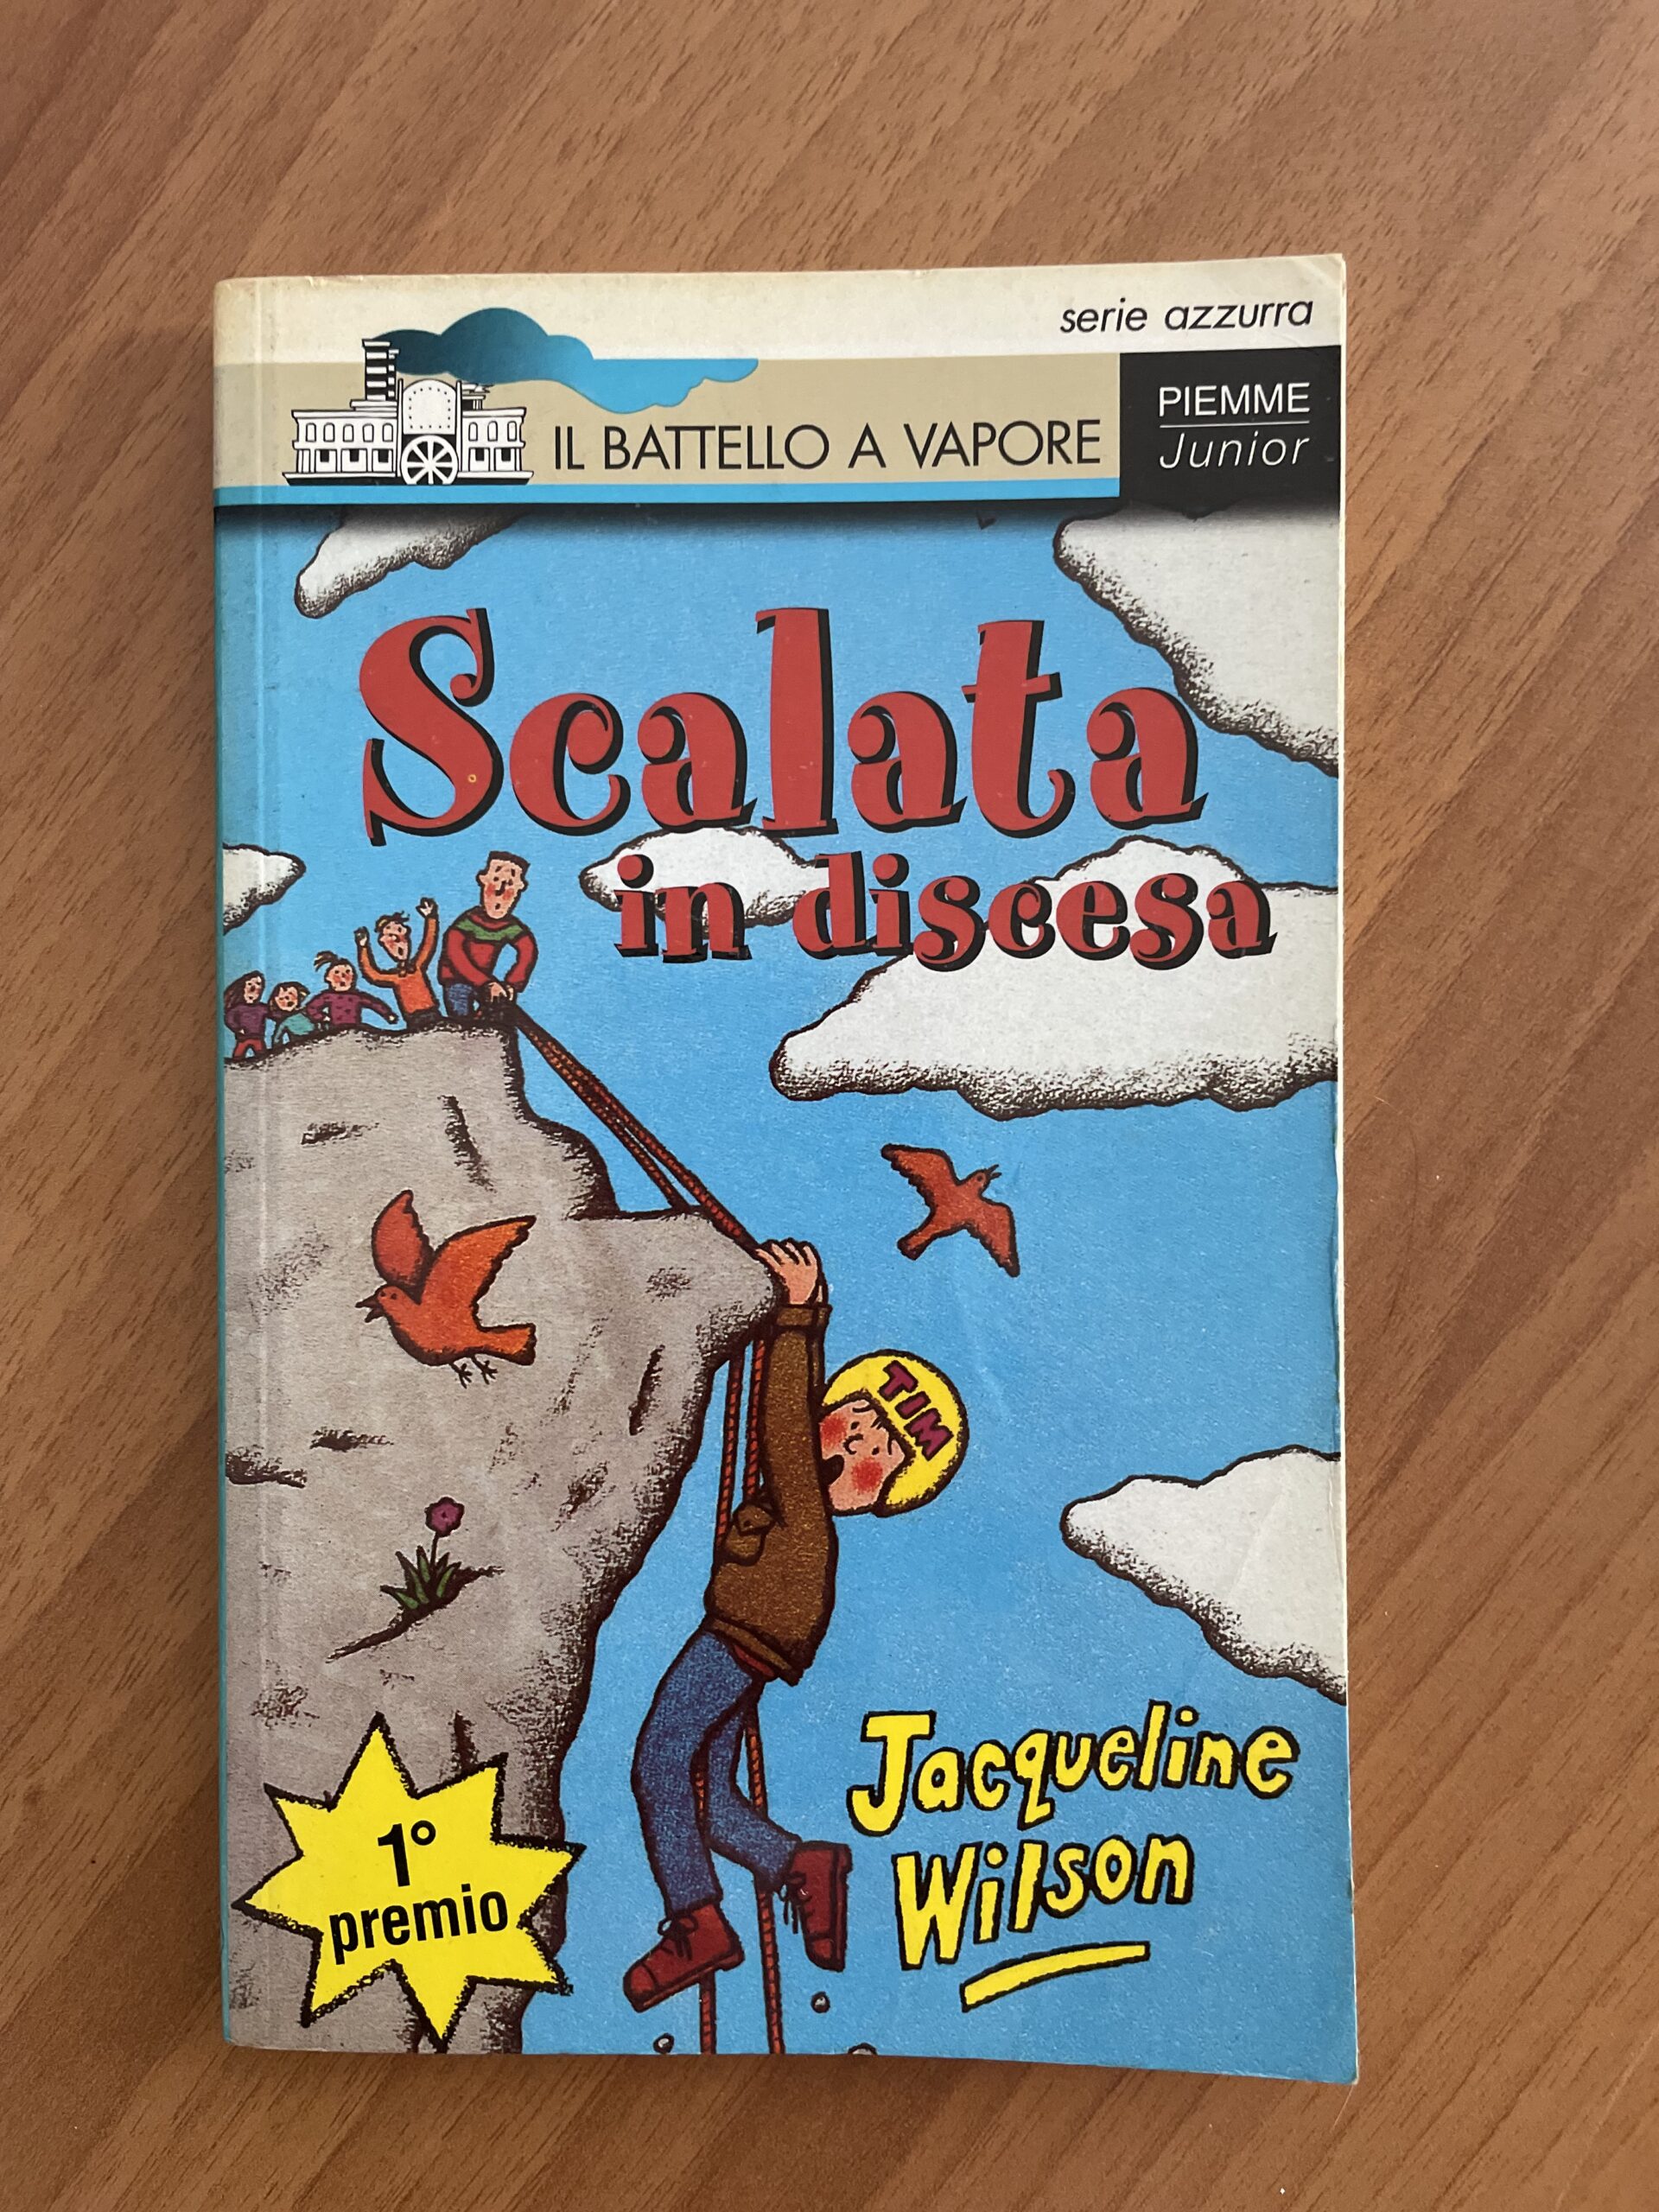 serie azzurra
IL BATTELLO A VAPORE
PIEMME
Junior
Scalata
in discesa
TIM
Jacqueline
Wilson
1°
premio